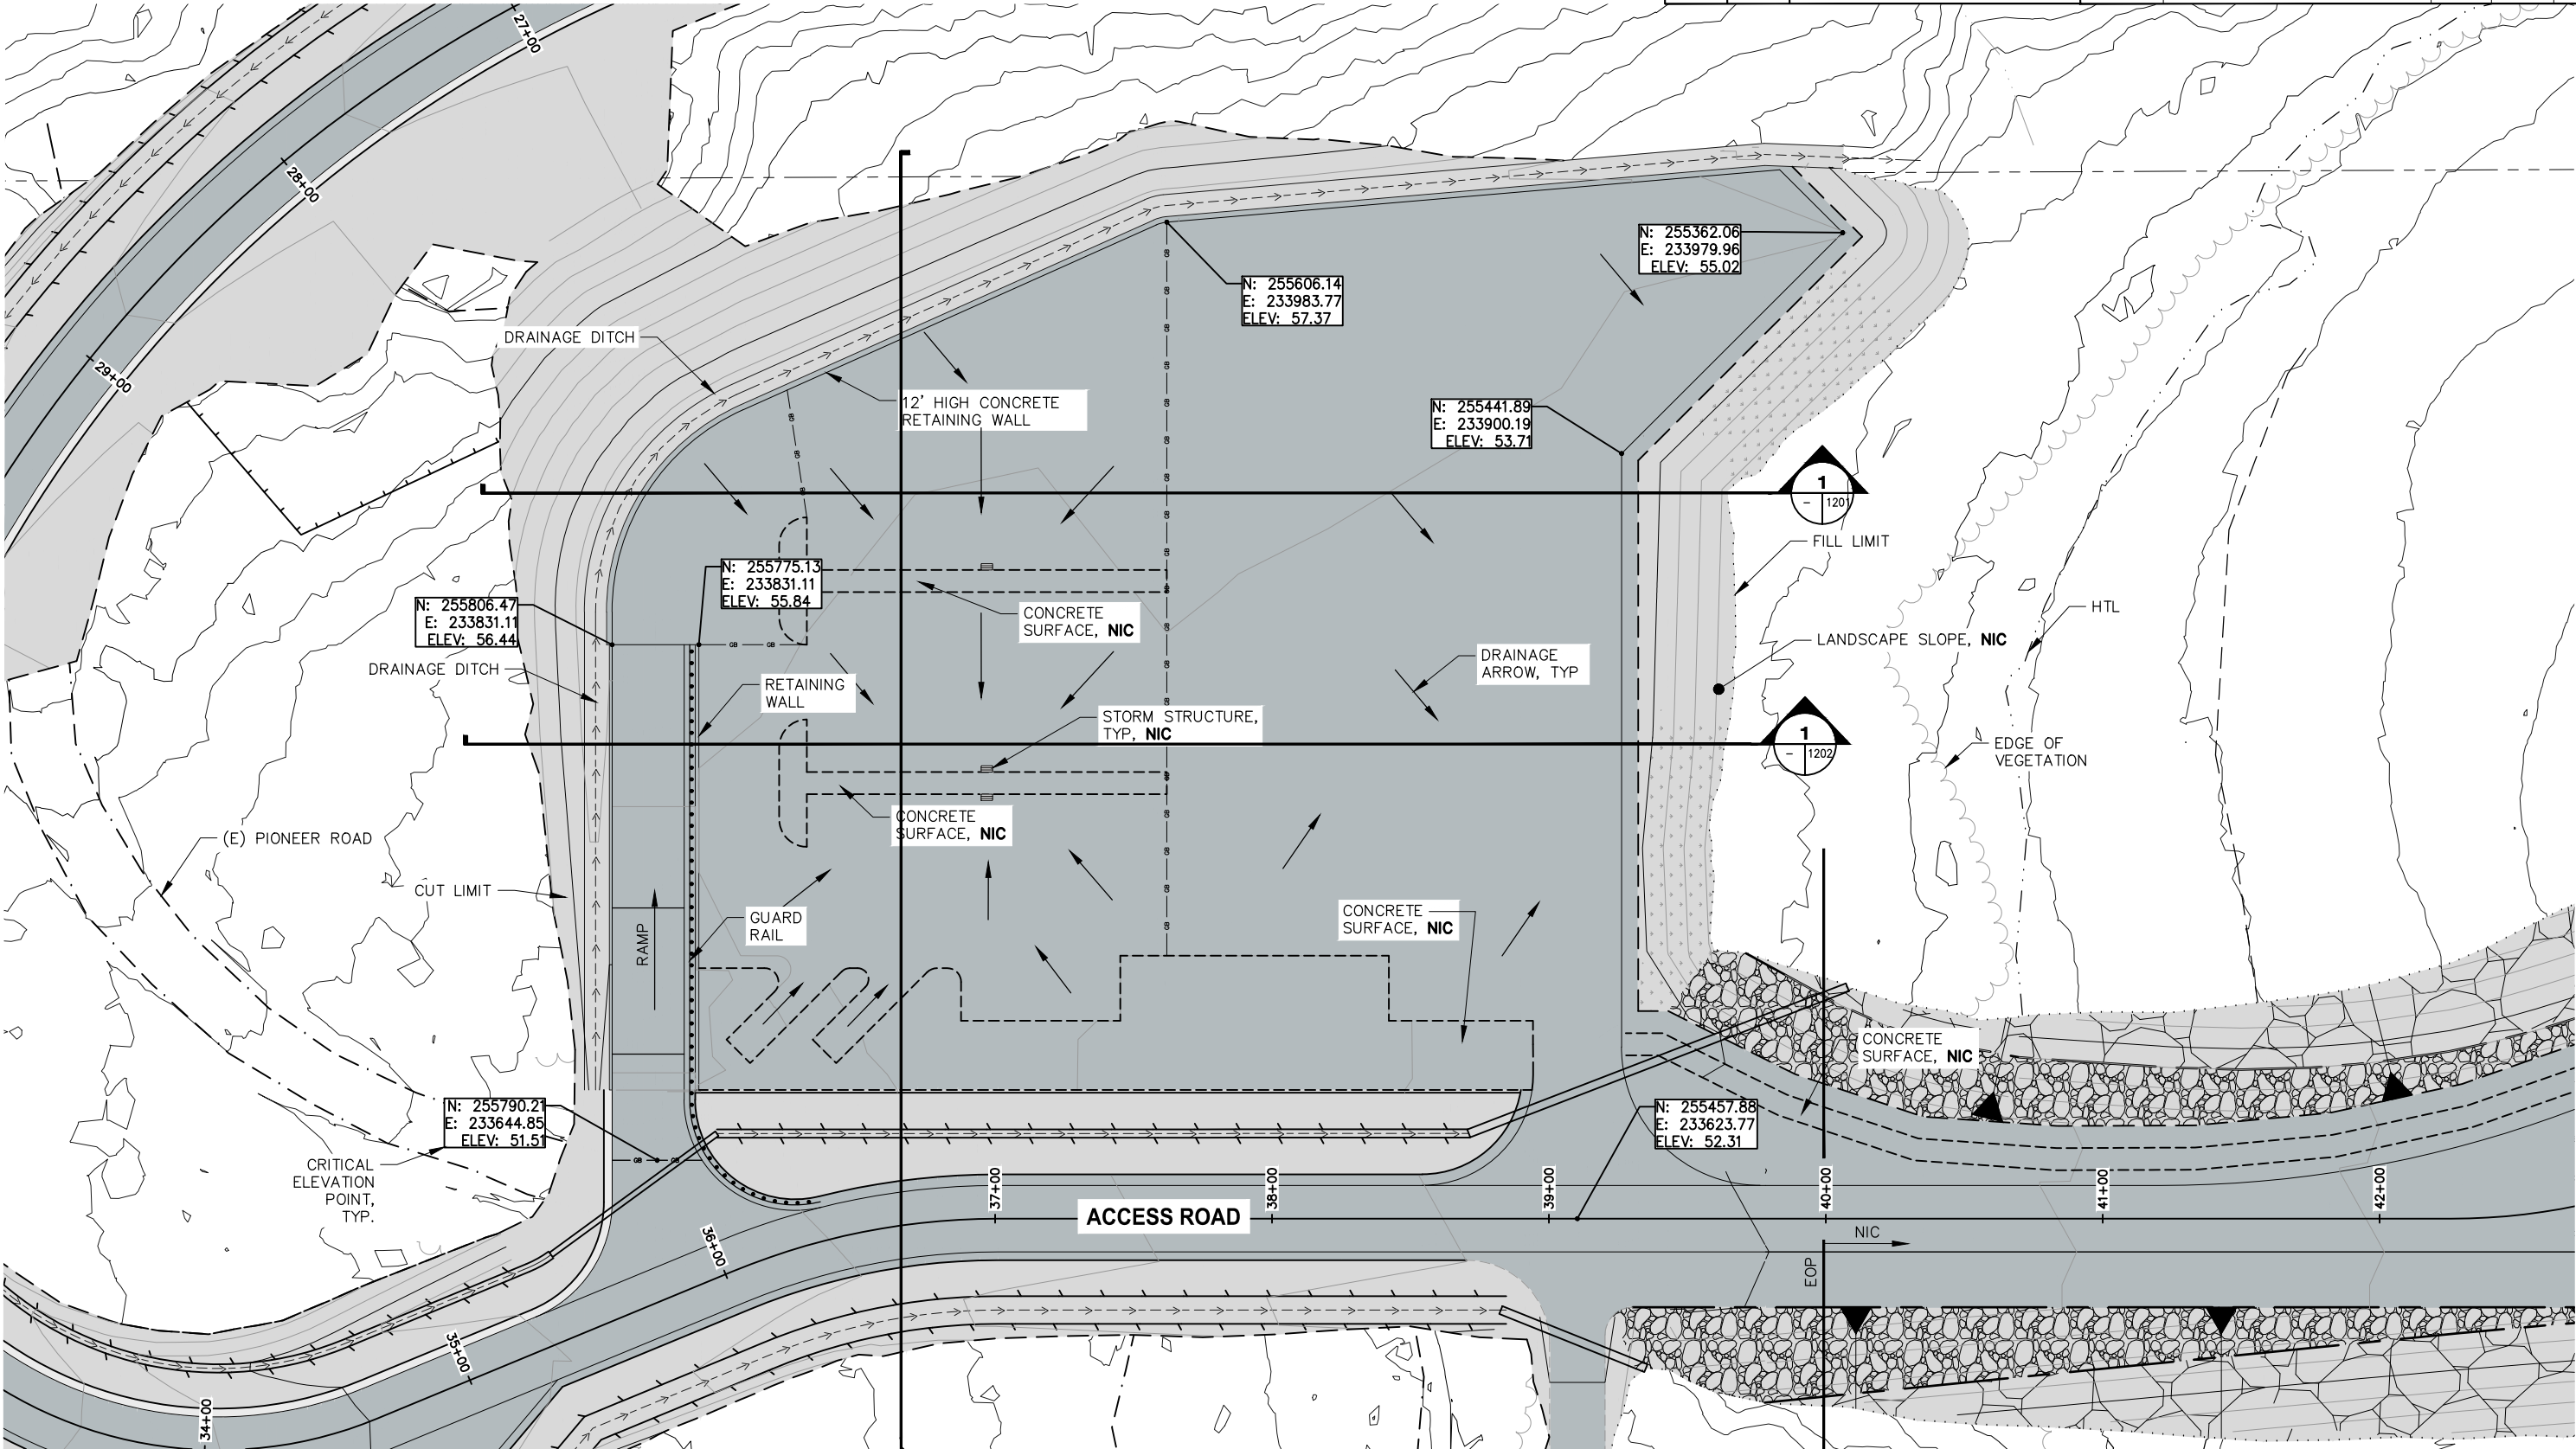 27+00
28+00
29+00
N: 255362.06
E: 233979.96
ELEV: 55.02
N: 255606.14
E: 233983.77
ELEV: 57.37
DRAINAGE DITCH
12' HIGH CONCRETE
RETAINING WALL
N: 255441.89
E: 233900.19
ELEV: 53.71
1
- 1201
FILL LIMIT
N: 255775.13
E: 233831.11
ELEV: 55.84
N: 255806.47
E: 233831.11
ELEV: 56.44
CONCRETE
SURFACE, NIC
HTL
LANDSCAPE SLOPE, NIC
GB GB
DRAINAGE DITCH
DRAINAGE
ARROW, TYP
RETAINING
WALL
STORM STRUCTURE,
TYP, NIC
1
- 1202
EDGE OF
VEGETATION
CONCRETE
SURFACE, NIC
(E) PIONEER ROAD
CUT LIMIT
GUARD
RAIL
RAMP
CONCRETE
SURFACE, NIC
CONCRETE
SURFACE, NIC
N: 255790.21
E: 233644.85
ELEV: 51.51
N: 255457.88
E: 233623.77
ELEV: 52.31
CRITICAL
ELEVATION
POINT,
TYP.
GB GB
37+00
38+00
39+00
40+00
41+00
42+00
ACCESS ROAD
36+00
NIC
EOP
35+00
34+00